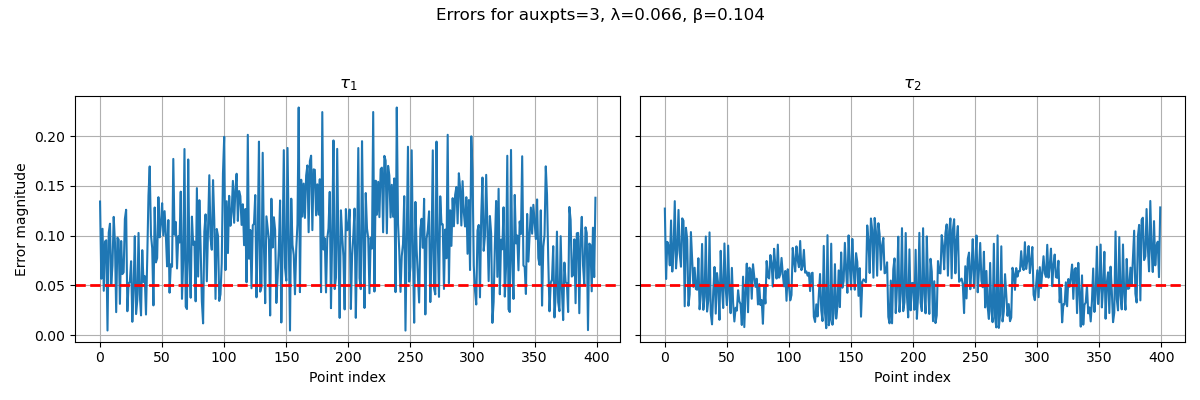 Errors for auxpts=3, λ=0.066, β=0.104
τ₁
τ₂
Error magnitude
0.20
0.15
0.10
0.05
0.00
0 50 100 150 200 250 300 350 400
0 50 100 150 200 250 300 350 400
Point index
Point index